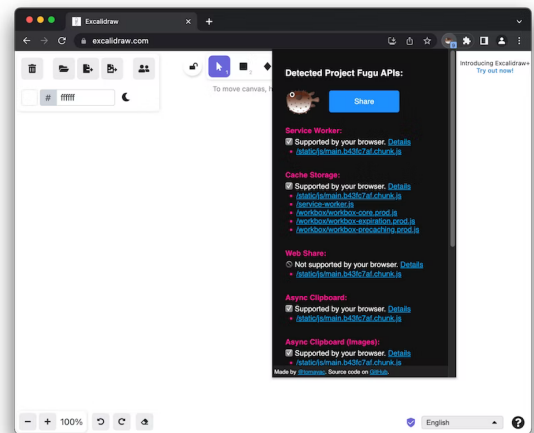 Excalidraw
excalidraw.com
# ffffff
1
2
To move canvas, h
Introducing Excalidraw+
Try out now!
Detected Project Fugu APIs:
Share
Service Worker:
Supported by your browser. Details
/static/js/main.b43fc7af.chunk.js
Cache Storage:
Supported by your browser. Details
/static/js/main.b43fc7af.chunk.js
/service-worker.js
/workbox/workbox-core.prod.js
/workbox/workbox-expiration.prod.js
/workbox/workbox-precaching.prod.js
Web Share:
Not supported by your browser. Details
/static/js/main.b43fc7af.chunk.js
Async Clipboard:
Supported by your browser. Details
/static/js/main.b43fc7af.chunk.js
Async Clipboard (Images):
Supported by your browser. Details
/static/js/main.b43fc7af.chunk.js
Made by @tomayac. Source code on GitHub.
100%
English